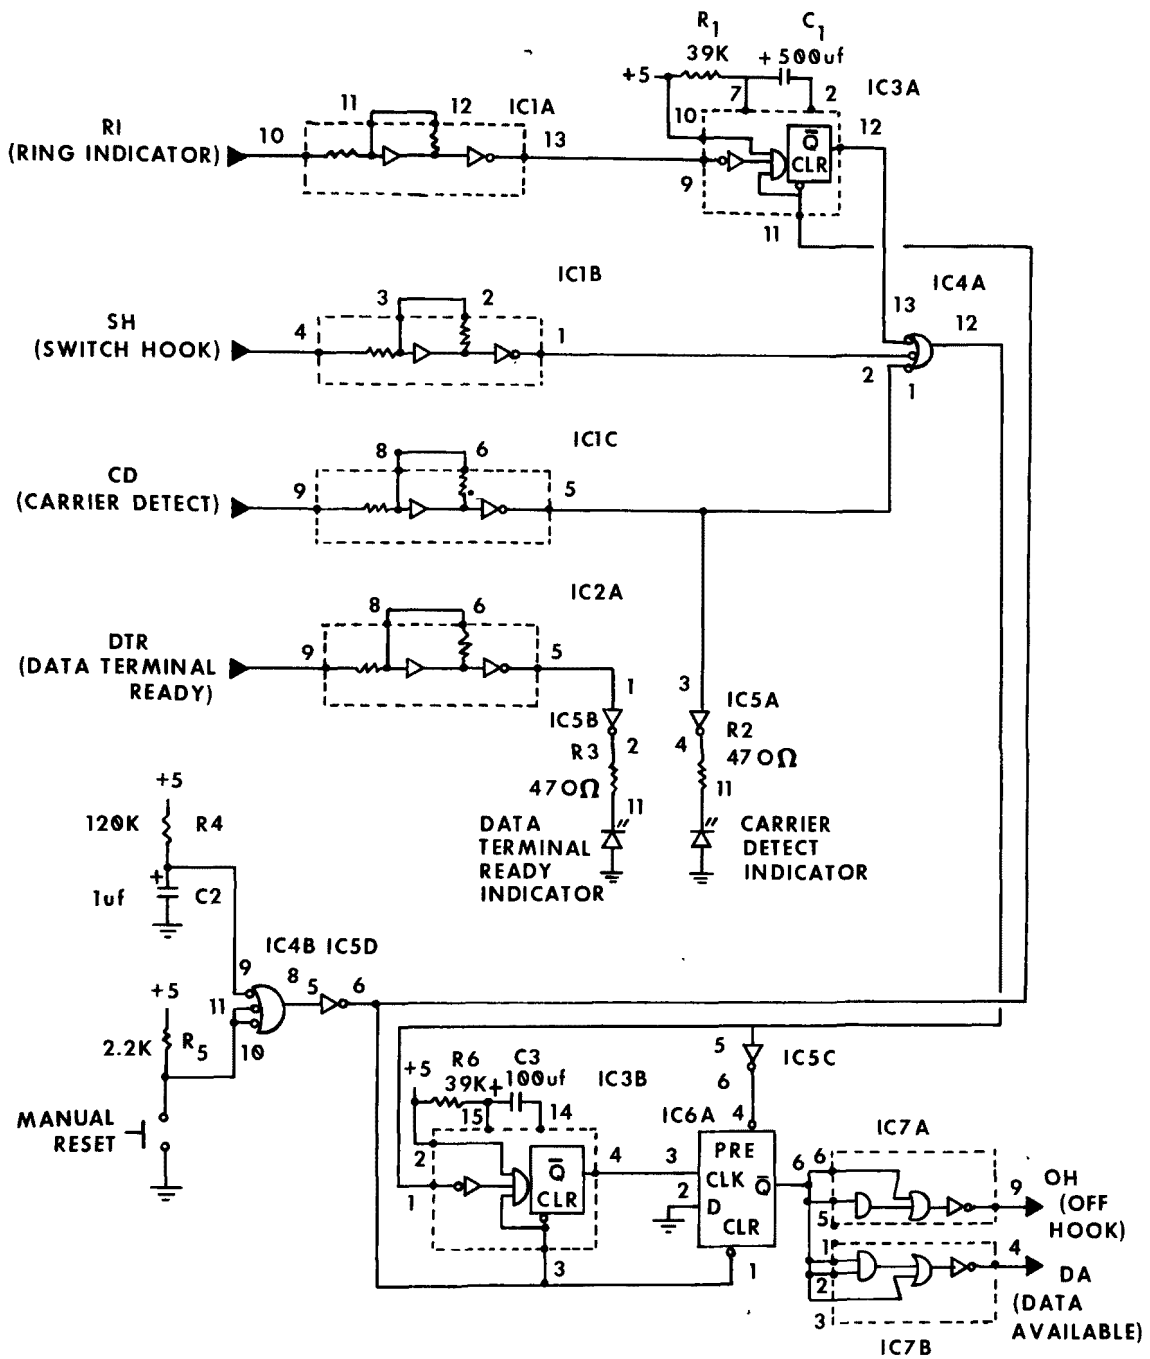 R1 C1
39K +500uf
+5 7 2 IC3A
RI 11 12 IC1A 10 Q̅ 12
(RING INDICATOR) 10 13 CLR
9
11
IC1B
SH 3 2 IC4A
(SWITCH HOOK) 4 1 13 12
2 1
IC1C
CD 8 6
(CARRIER DETECT) 9 5
IC2A
DTR 8 6
(DATA TERMINAL 9 5
READY)
1 3 IC5A
IC5B R2
R3 2 4 470Ω
470Ω 11 11
+5
120K R4
DATA CARRIER
TERMINAL DETECT
READY INDICATOR
INDICATOR
+
1uf C2
IC4B IC5D
9 8 5 6
+5 11
2.2K R5 10
5 IC5C
R6 C3
+5 39K + 100uf IC3B 6
MANUAL 15 14 IC6A 4 IC7A
RESET
2 Q̅ 4 3 PRE 6 6 OH
CLR CLK Q̅ 9 (OFF
1 2 D 5 HOOK)
CLR
3 1 1 4 DA
2 (DATA
3 AVAILABLE)
IC7B